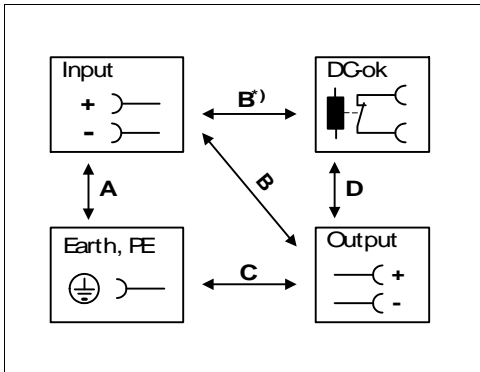 Input
+
-
B*)
DC-ok
A
B
D
Earth, PE
C
Output
+
-